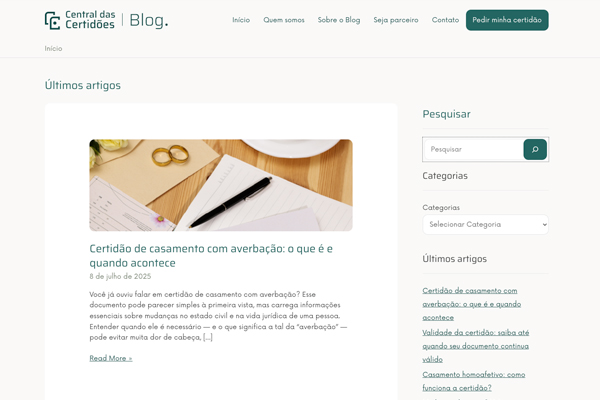 Central das
Certidões
Blog.
Início
Quem somos
Sobre o Blog
Seja parceiro
Contato
Pedir minha certidão
Início
Últimos artigos
Certidão de casamento com averbação: o que é e
quando acontece
8 de julho de 2025
Você já ouviu falar em certidão de casamento com averbação? Esse
documento pode parecer simples à primeira vista, mas carrega informações
essenciais sobre mudanças no estado civil e na vida jurídica de uma pessoa.
Entender quando ele é necessário — e o que significa a tal da “averbação” —
pode evitar muita dor de cabeça, [...]
Read More »
Pesquisar
Pesquisar
Categorias
Categorias
Selecionar Categoria
Últimos artigos
Certidão de casamento com
averbação: o que é e quando
acontece
Validade da certidão: saiba até
quando seu documento continua
válido
Casamento homoafetivo: como
funciona a certidão?